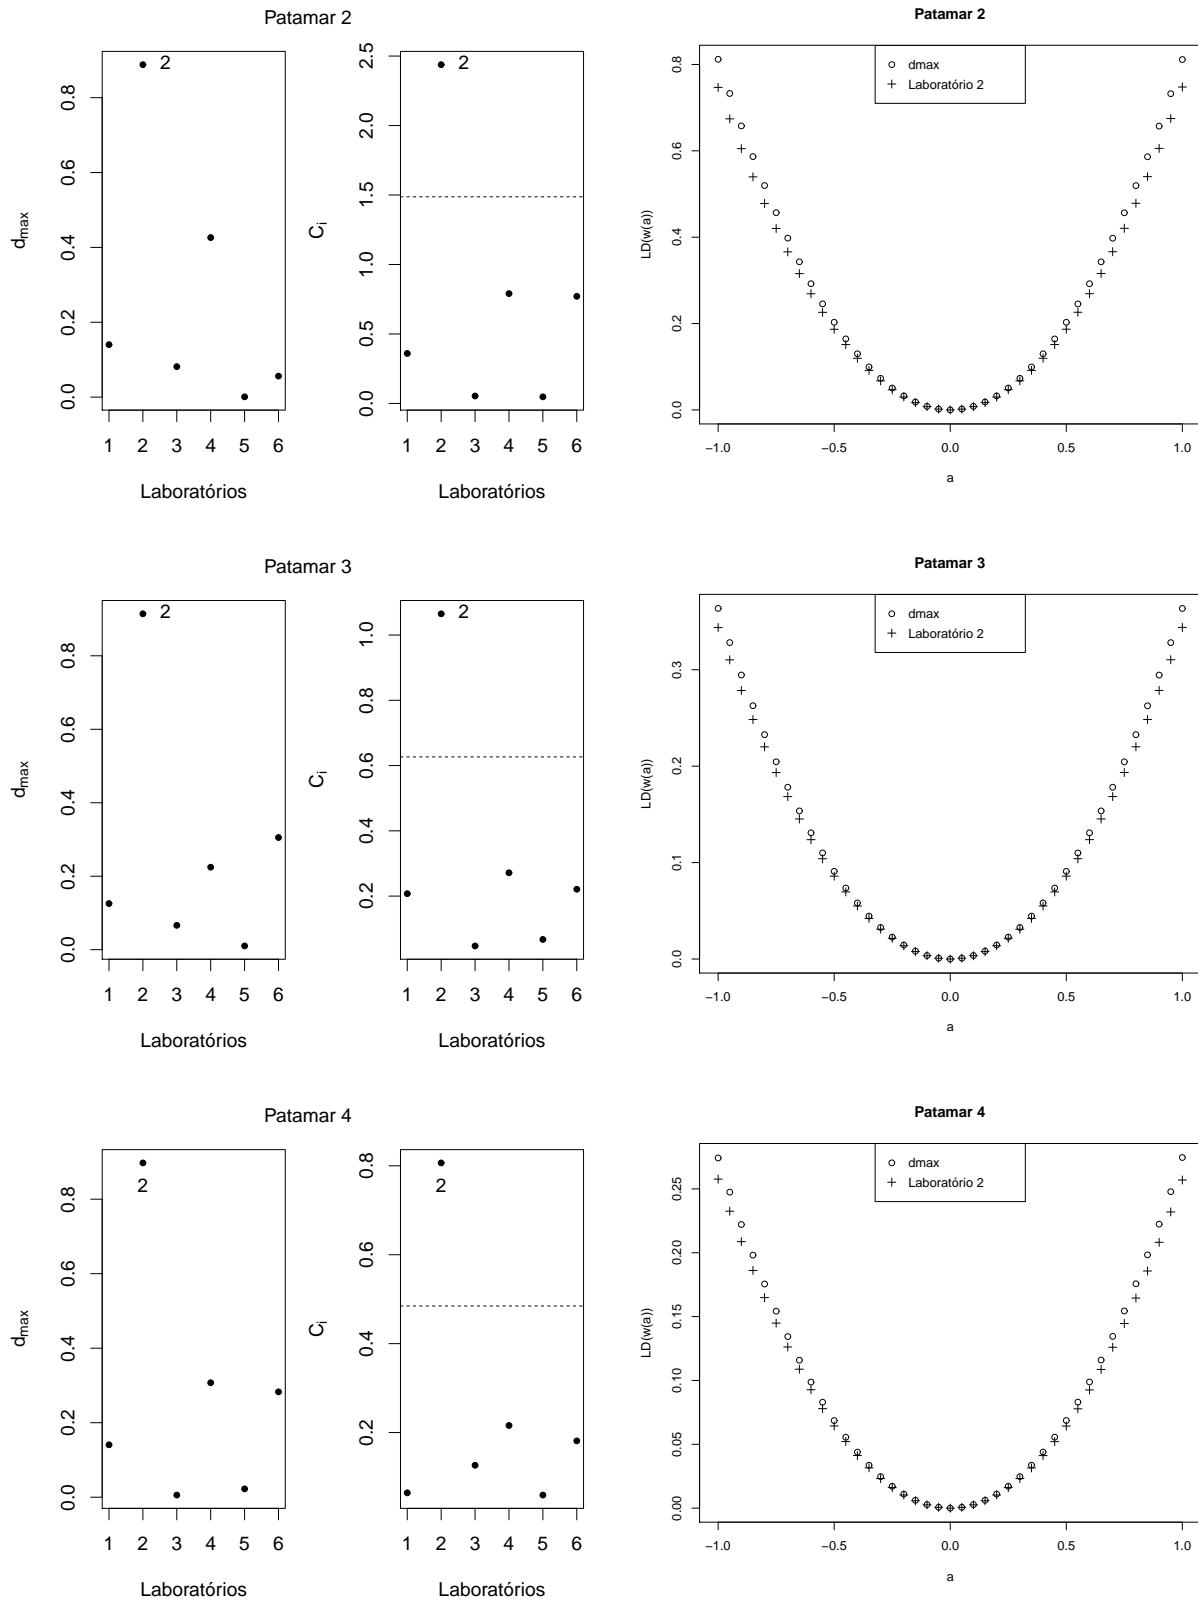 Patamar 2
d_max
0.0 0.2 0.4 0.6 0.8
2
1 2 3 4 5 6
Laboratórios
C_i
0.0 0.5 1.0 1.5 2.0 2.5
2
1 2 3 4 5 6
Laboratórios
Patamar 2
dmax
Laboratório 2
LD(w(a))
0.0 0.2 0.4 0.6 0.8
−1.0 −0.5 0.0 0.5 1.0
a
Patamar 3
d_max
0.0 0.2 0.4 0.6 0.8
2
1 2 3 4 5 6
Laboratórios
C_i
0.2 0.4 0.6 0.8 1.0
2
1 2 3 4 5 6
Laboratórios
Patamar 3
dmax
Laboratório 2
LD(w(a))
0.0 0.1 0.2 0.3
−1.0 −0.5 0.0 0.5 1.0
a
Patamar 4
d_max
0.0 0.2 0.4 0.6 0.8
2
1 2 3 4 5 6
Laboratórios
C_i
0.2 0.4 0.6 0.8
2
1 2 3 4 5 6
Laboratórios
Patamar 4
dmax
Laboratório 2
LD(w(a))
0.00 0.05 0.10 0.15 0.20 0.25
−1.0 −0.5 0.0 0.5 1.0
a